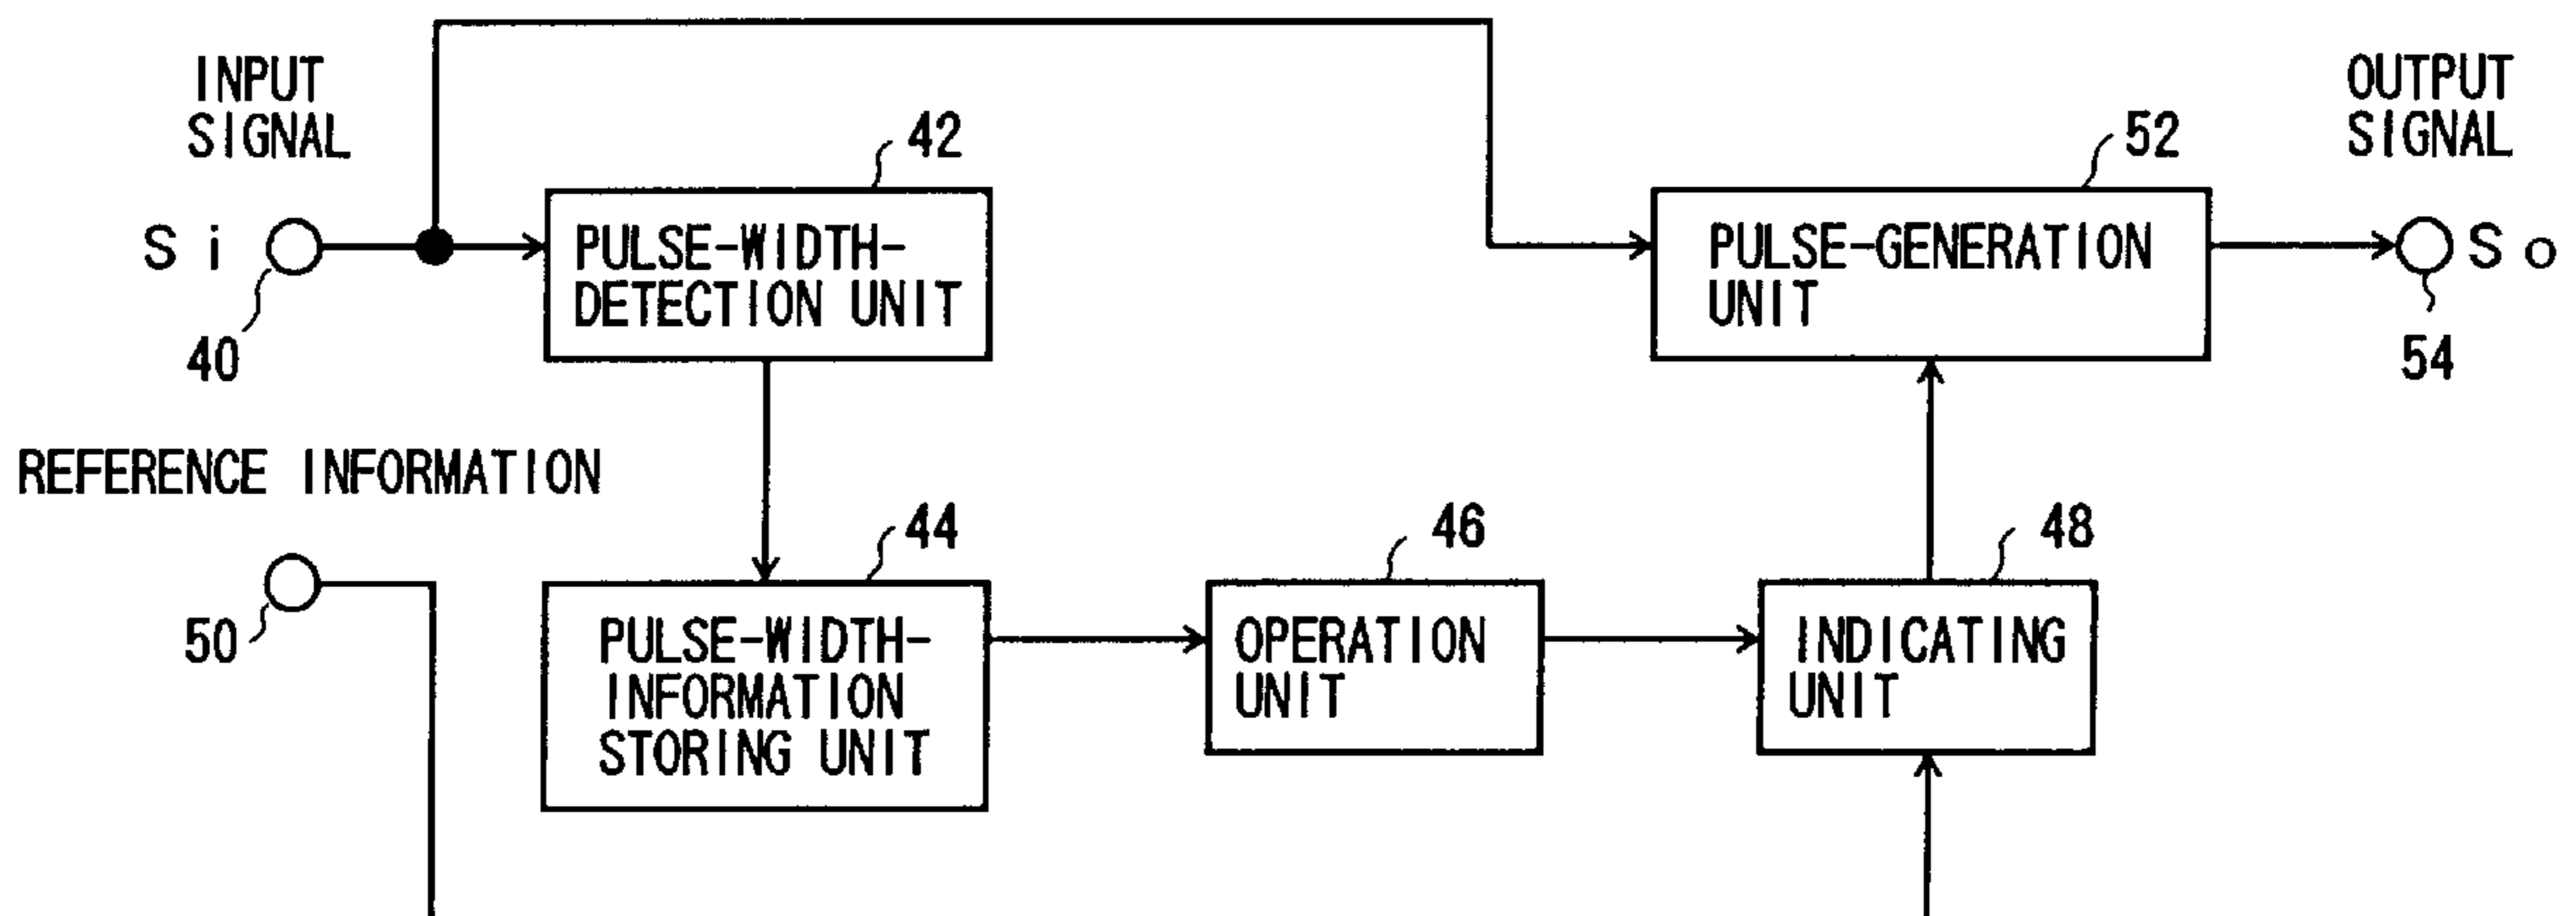 INPUT
SIGNAL
S i
40
42
PULSE-WIDTH-
DETECTION UNIT
52
PULSE-GENERATION
UNIT
OUTPUT
SIGNAL
S o
54
REFERENCE INFORMATION
50
44
PULSE-WIDTH-
INFORMATION
STORING UNIT
46
OPERATION
UNIT
48
INDICATING
UNIT